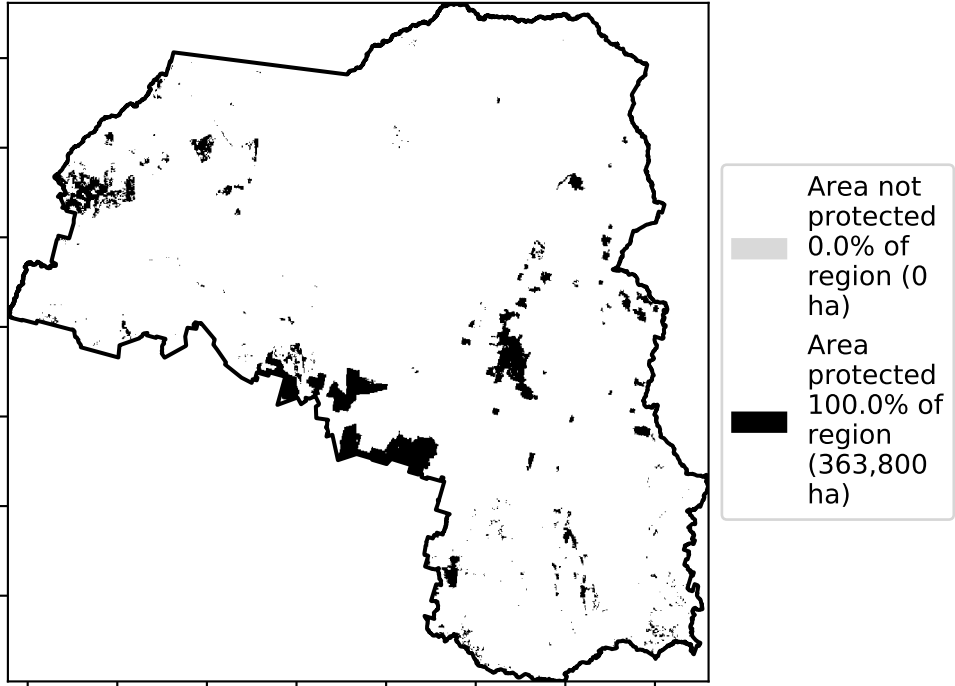 Area not
protected
0.0% of
region (0
ha)
Area
protected
100.0% of
region
(363,800
ha)